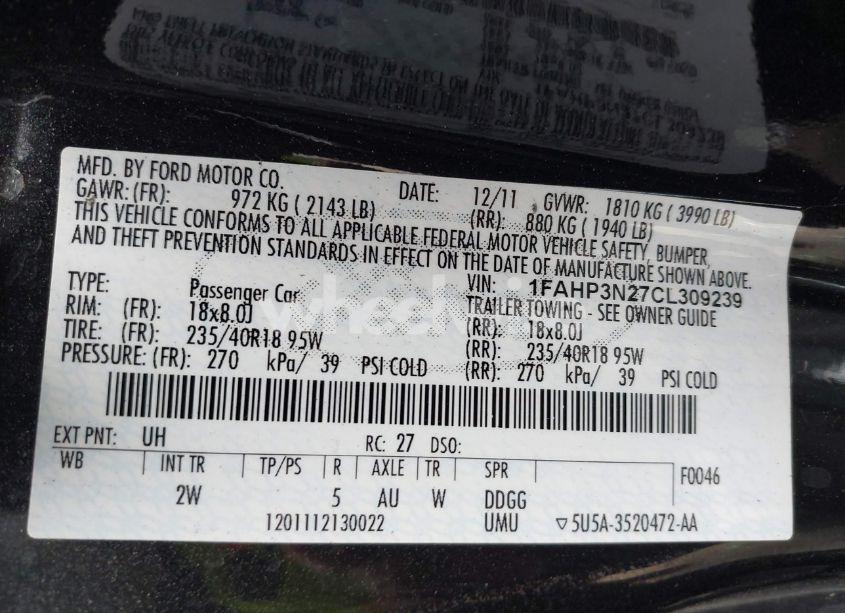 MFD. BY FORD MOTOR CO. DATE: 12/11 GVWR: 1810 KG ( 3990 LB)
GAWR: (FR): 972 KG ( 2143 LB) (RR): 880 KG ( 1940 LB)
THIS VEHICLE CONFORMS TO ALL APPLICABLE FEDERAL MOTOR VEHICLE SAFETY, BUMPER,
AND THEFT PREVENTION STANDARDS IN EFFECT ON THE DATE OF MANUFACTURE SHOWN ABOVE.
VIN: 1FAHP3N27CL309239
TYPE: Passenger Car TRAILER TOWING - SEE OWNER GUIDE
RIM: (FR): 18x8.0J (RR): 18x8.0J
TIRE: (FR): 235/40R18 95W (RR): 235/40R18 95W
PRESSURE: (FR): 270 kPa/ 39 PSI COLD (RR): 270 kPa/ 39 PSI COLD
EXT PNT: UH RC: 27 DSO:
WB INT TR TP/PS R AXLE TR SPR F0046
2W 5 AU W DDGG
1201112130022 UMU ▽5U5A-3520472-AA